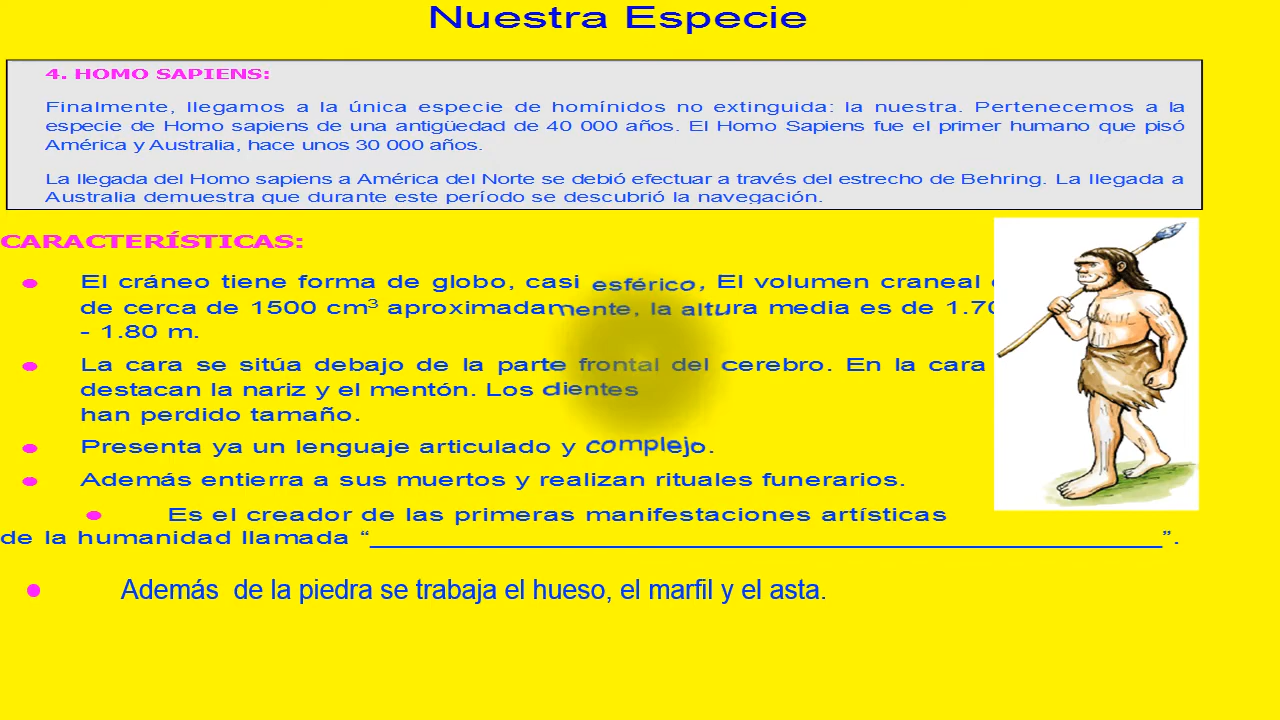 Nuestra Especie
4. HOMO SAPIENS:
Finalmente, llegamos a la única especie de homínidos no extinguida: la nuestra. Pertenecemos a la
especie de Homo sapiens de una antigüedad de 40 000 años. El Homo Sapiens fue el primer humano que pisó
América y Australia, hace unos 30 000 años.
La llegada del Homo sapiens a América del Norte se debió efectuar a través del estrecho de Behring. La llegada a
Australia demuestra que durante este período se descubrió la navegación.
CARACTERÍSTICAS:
El cráneo tiene forma de globo, casi esférico, El volumen craneal
de cerca de 1500 cm³ aproximadamente, la altura media es de 1.70
- 1.80 m.
La cara se sitúa debajo de la parte frontal del cerebro. En la cara
destacan la nariz y el mentón. Los dientes
han perdido tamaño.
Presenta ya un lenguaje articulado y complejo.
Además entierra a sus muertos y realizan rituales funerarios.
Es el creador de las primeras manifestaciones artísticas
de la humanidad llamada “____________________”.
Además de la piedra se trabaja el hueso, el marfil y el asta.